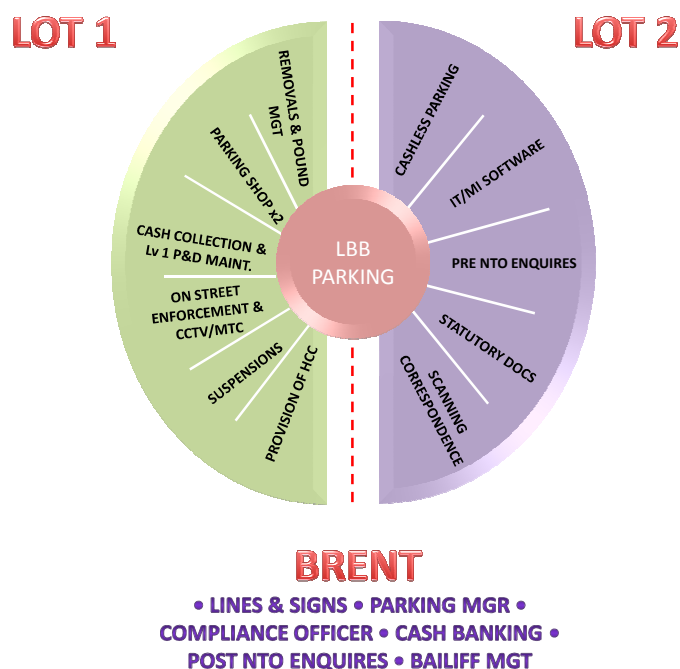 LOT 1
LOT 2
REMOVALS & POUND
MGT
PARKING SHOP x2
CASH COLLECTION &
Lv 1 P&D MAINT.
ON STREET
ENFORCEMENT &
CCTV/MTC
SUSPENSIONS
PROVISION OF HCC
LBB
PARKING
CASHLESS PARKING
IT/MI SOFTWARE
PRE NTO ENQUIRES
STATUTORY DOCS
SCANNING
CORRESPONDENCE
BRENT
• LINES & SIGNS • PARKING MGR •
COMPLIANCE OFFICER • CASH BANKING •
POST NTO ENQUIRES • BAILIFF MGT